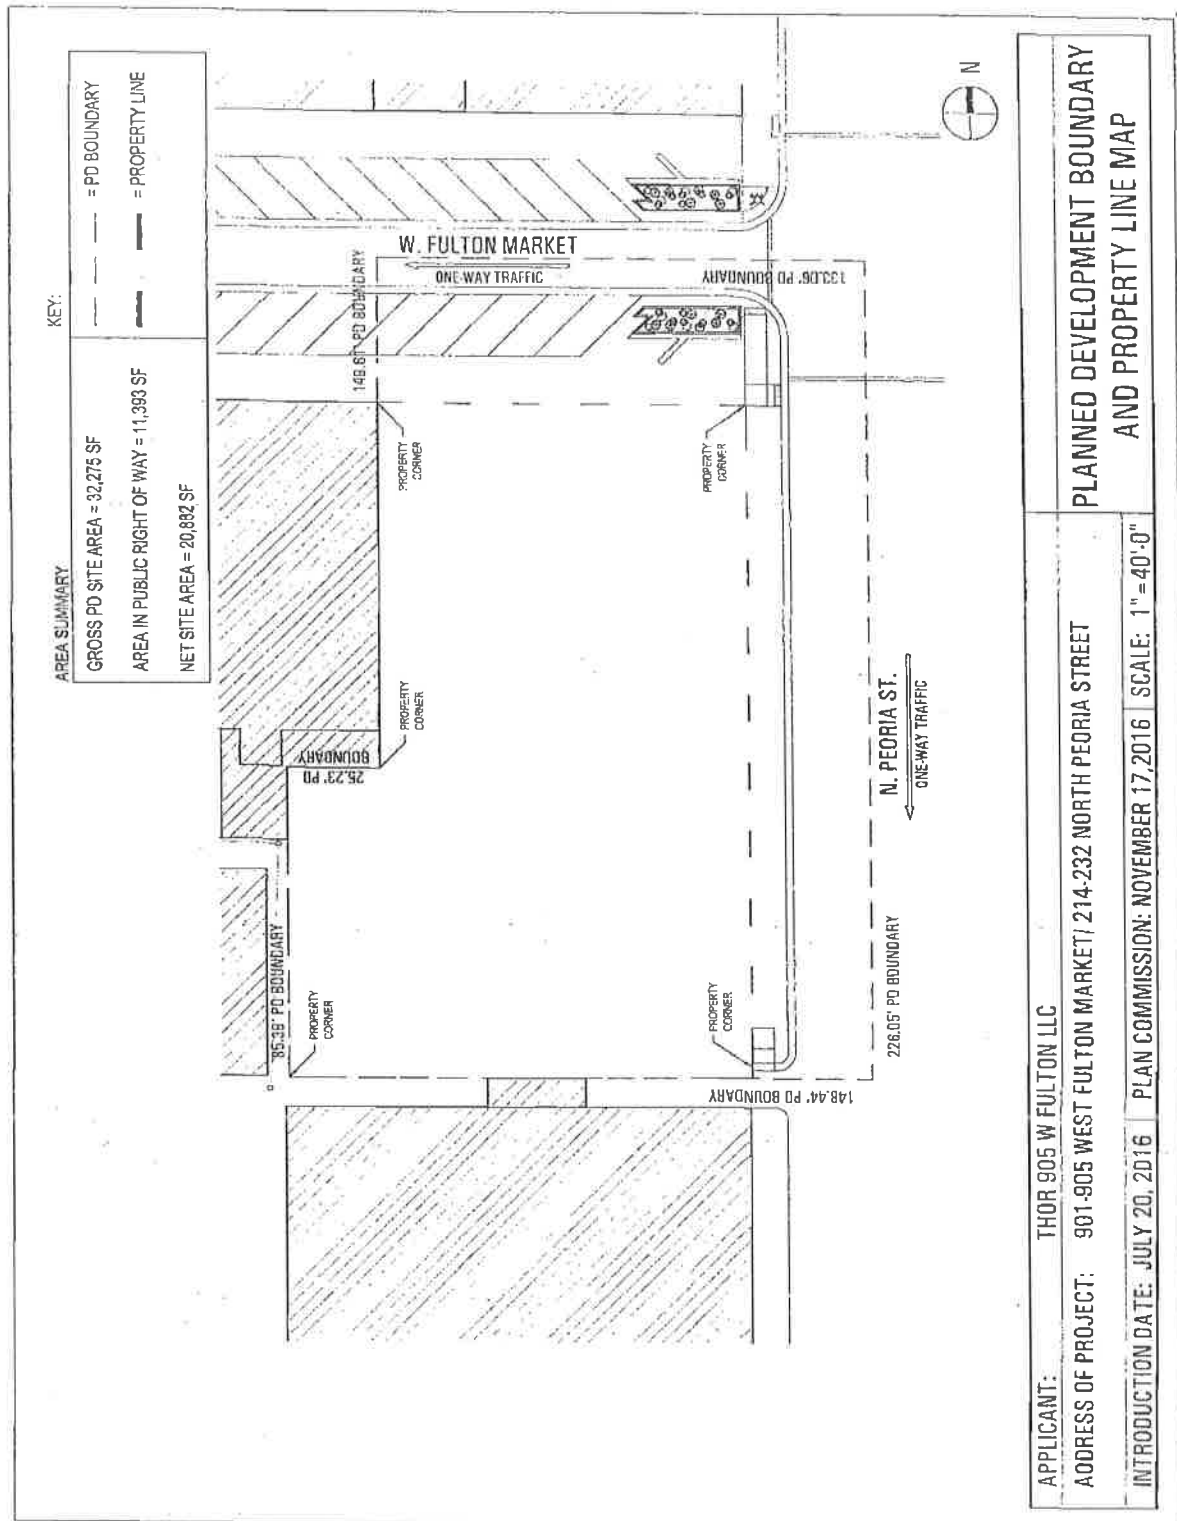 AREA SUMMARY
GROSS PD SITE AREA = 32,275 SF
AREA IN PUBLIC RIGHT OF WAY = 11,393 SF
NET SITE AREA = 20,882 SF
KEY:
= PD BOUNDARY
= PROPERTY LINE
N
W. FULTON MARKET
ONE-WAY TRAFFIC
133.06' PD BOUNDARY
149.61' PD BOUNDARY
PROPERTY
CORNER
PROPERTY
CORNER
PROPERTY
CORNER
25.23' PD
BOUNDARY
85.38' PD BOUNDARY
PROPERTY
CORNER
PROPERTY
CORNER
148.44' PD BOUNDARY
226.05' PD BOUNDARY
N. PEORIA ST.
ONE-WAY TRAFFIC
APPLICANT: THOR 905 W FULTON LLC
ADDRESS OF PROJECT: 901-905 WEST FULTON MARKET/ 214-232 NORTH PEORIA STREET
INTRODUCTION DATE: JULY 20, 2016 PLAN COMMISSION: NOVEMBER 17,2016 SCALE: 1"=40'-0"
PLANNED DEVELOPMENT BOUNDARY
AND PROPERTY LINE MAP